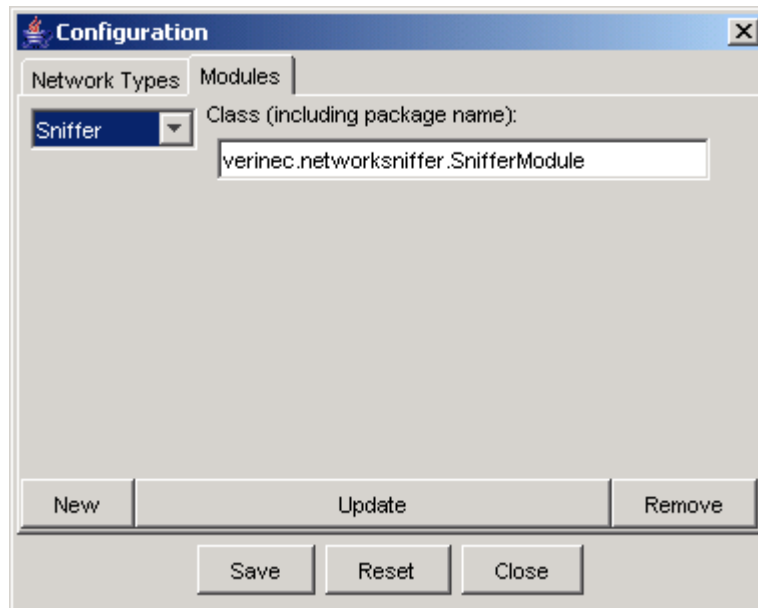 Configuration
Network Types Modules
Sniffer
Class (including package name):
verinec.networksniffer.SnifferModule
New Update Remove
Save Reset Close